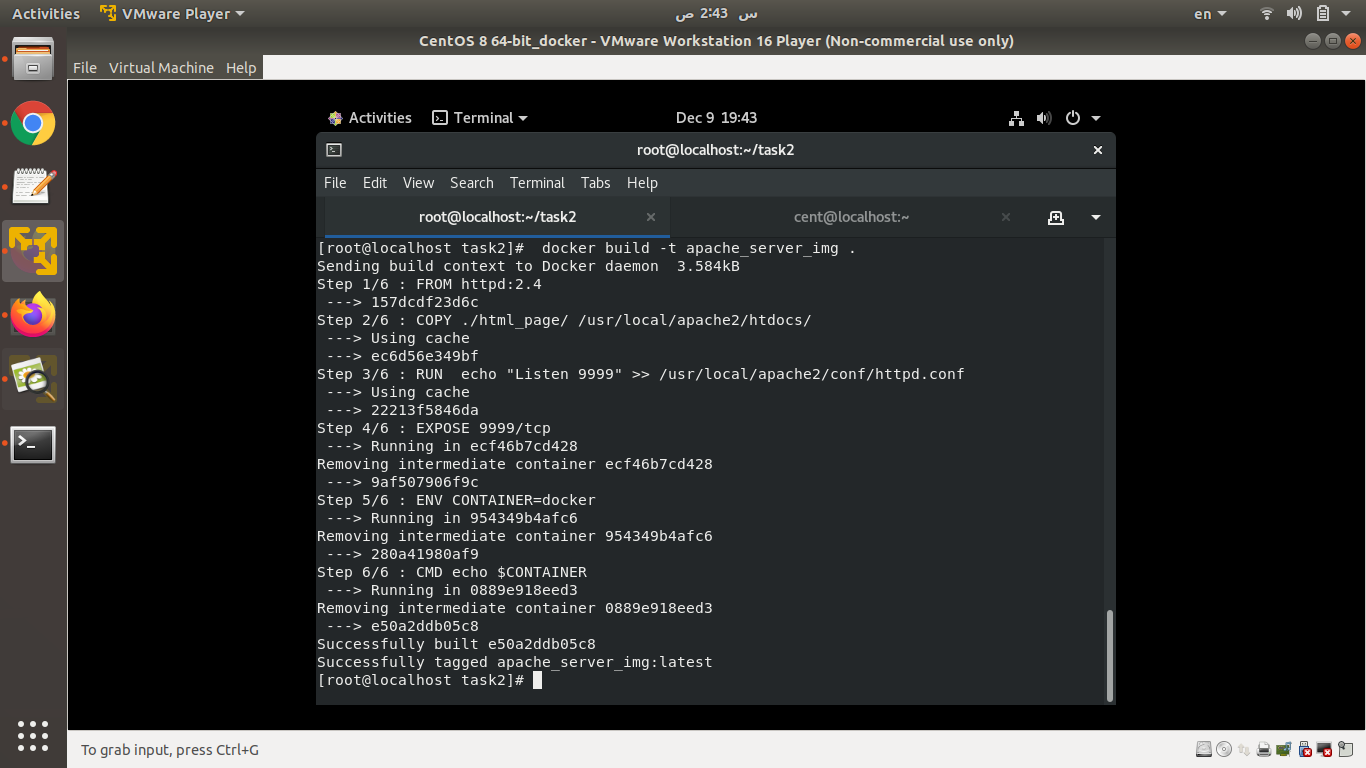 Activities VMware Player س 2:43 ص en
CentOS 8 64-bit_docker - VMware Workstation 16 Player (Non-commercial use only)
File Virtual Machine Help
Activities Terminal Dec 9 19:43
root@localhost:~/task2
File Edit View Search Terminal Tabs Help
root@localhost:~/task2 cent@localhost:~
[root@localhost task2]#  docker build -t apache_server_img .
Sending build context to Docker daemon  3.584kB
Step 1/6 : FROM httpd:2.4
 ---> 157dcdf23d6c
Step 2/6 : COPY ./html_page/ /usr/local/apache2/htdocs/
 ---> Using cache
 ---> ec6d56e349bf
Step 3/6 : RUN  echo "Listen 9999" >> /usr/local/apache2/conf/httpd.conf
 ---> Using cache
 ---> 22213f5846da
Step 4/6 : EXPOSE 9999/tcp
 ---> Running in ecf46b7cd428
Removing intermediate container ecf46b7cd428
 ---> 9af507906f9c
Step 5/6 : ENV CONTAINER=docker
 ---> Running in 954349b4afc6
Removing intermediate container 954349b4afc6
 ---> 280a41980af9
Step 6/6 : CMD echo $CONTAINER
 ---> Running in 0889e918eed3
Removing intermediate container 0889e918eed3
 ---> e50a2ddb05c8
Successfully built e50a2ddb05c8
Successfully tagged apache_server_img:latest
[root@localhost task2]#
To grab input, press Ctrl+G